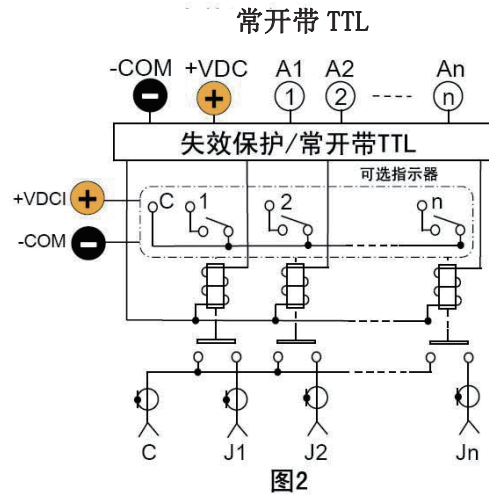 常开带 TTL
-COM +VDC A1 A2 An
1 2 n
失效保护/常开带TTL
可选指示器
+VDCI
C 1 2 n
-COM
C J1 J2 Jn
图2